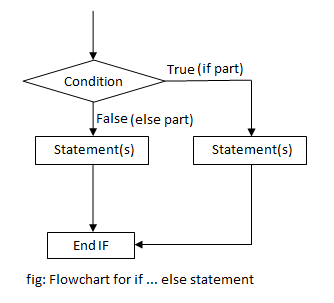 True (if part)
Condition
False (else part)
Statement(s)
Statement(s)
End IF
fig: Flowchart for if ... else statement